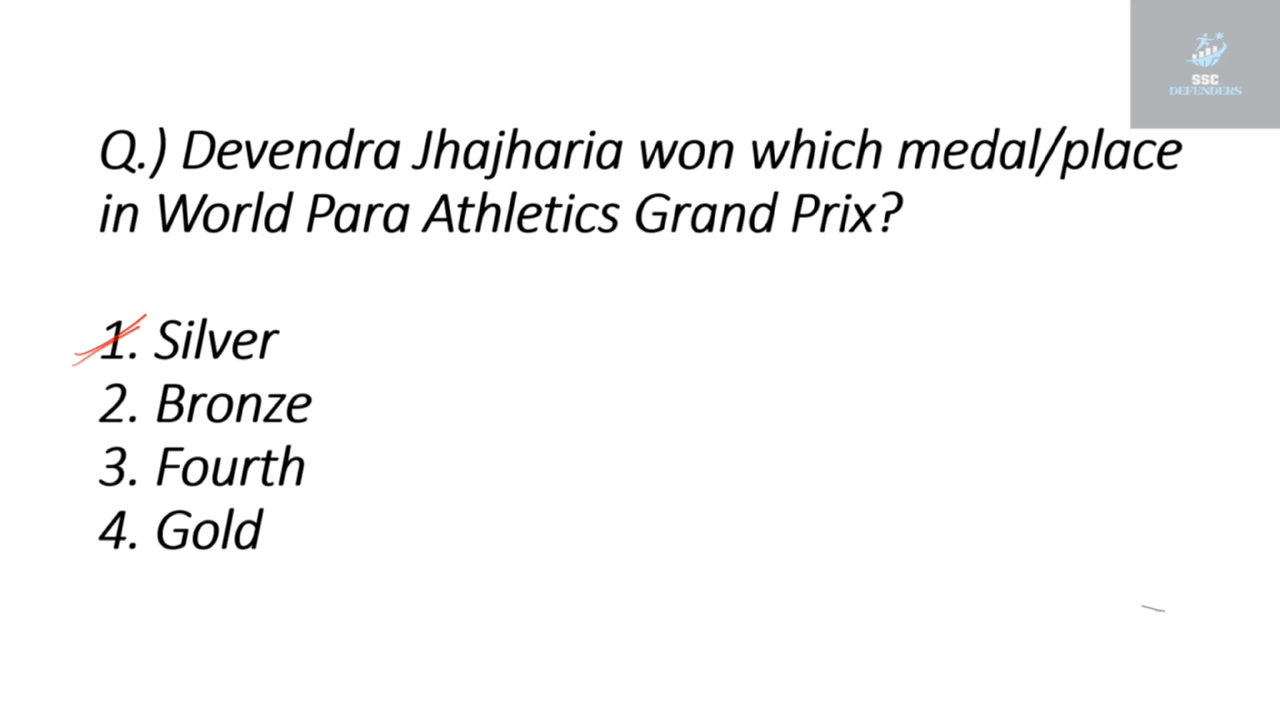 SSC
DEFENDERS
Q.) Devendra Jhajharia won which medal/place
in World Para Athletics Grand Prix?
1. Silver
2. Bronze
3. Fourth
4. Gold